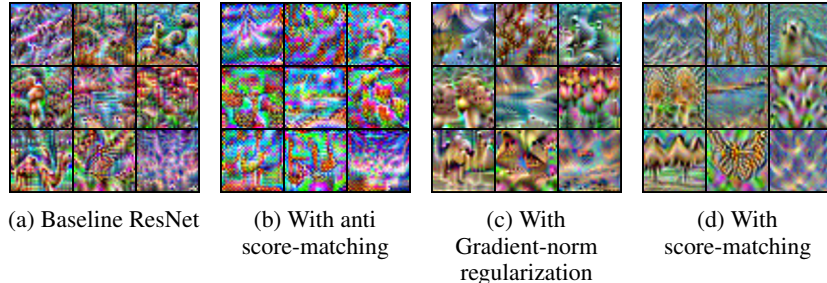 (a) Baseline ResNet
(b) With anti
score-matching
(c) With
Gradient-norm
regularization
(d) With
score-matching